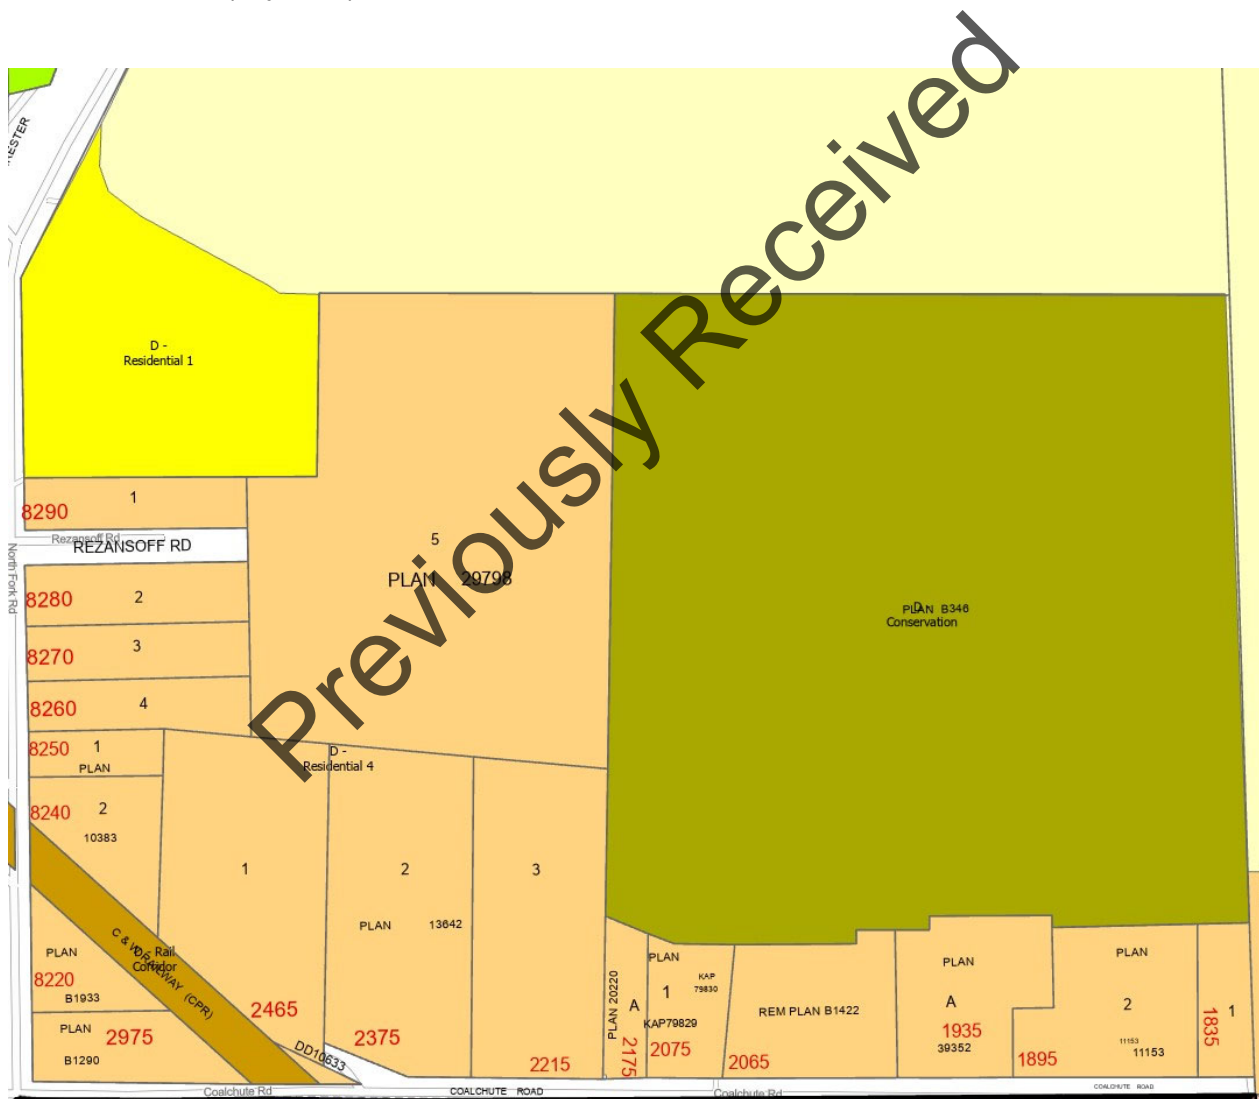 Previously Received
D -
Residential 1
1
8290
Rezansoff Rd
REZANSOFF RD
North Fork Rd
5
PLAN 29798
8280
2
8270
3
8260
4
PLAN B346
D
Conservation
8250
1
PLAN
D -
Residential 4
8240
2
10383
1
2
3
PLAN 13642
C & W RAILWAY (CPR)
D - Rail
Corridor
PLAN
8220
B1933
PLAN
2975
B1290
2465
DD10633
2375
2215
PLAN 20220
A
2175
PLAN
1
KAP
79830
KAP79829
2075
REM PLAN B1422
2065
PLAN
A
1935
39352
PLAN
2
11153
11153
1895
1
1835
Coalchute Rd
COALCHUTE ROAD
Coalchute Rd
COALCHUTE ROAD